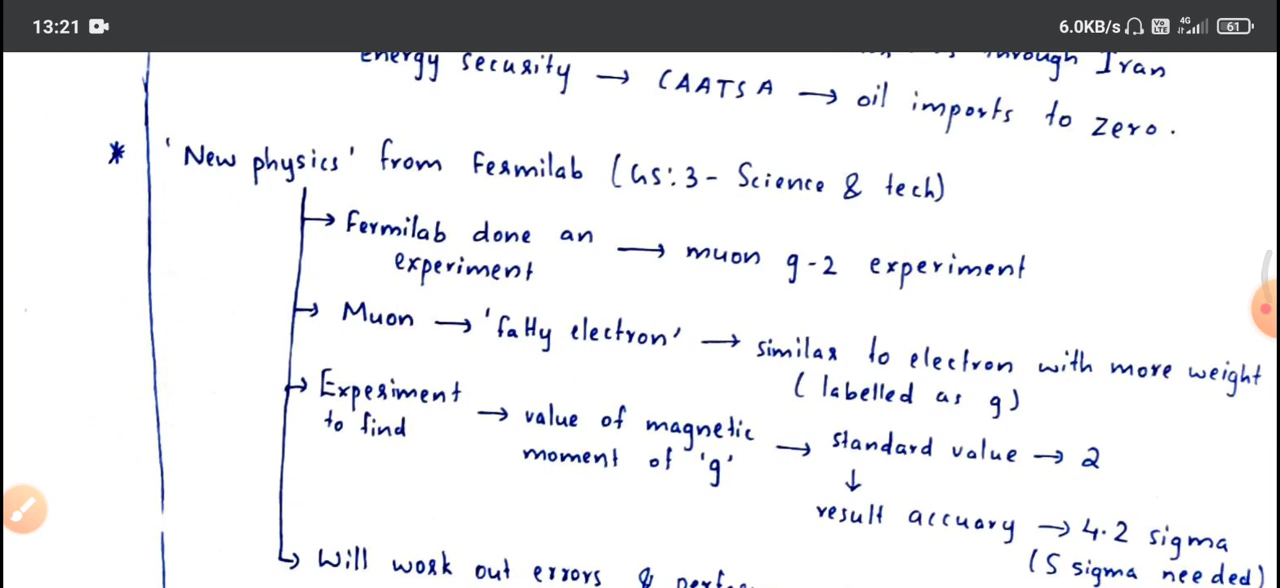 13:21
6.0KB/s Vo LTE 4G 61
through Iran
energy security → CAATSA → oil imports to zero.
* 'New physics' from Fermilab (GS:3 - Science & tech)
→ Fermilab done an experiment → muon g-2 experiment
→ Muon → 'fatty electron' → similar to electron with more weight
(labelled as g)
→ Experiment to find → value of magnetic moment of 'g' → standard value → 2
↓
result accuary → 4.2 sigma
(5 sigma needed)
→ Will work out errors &